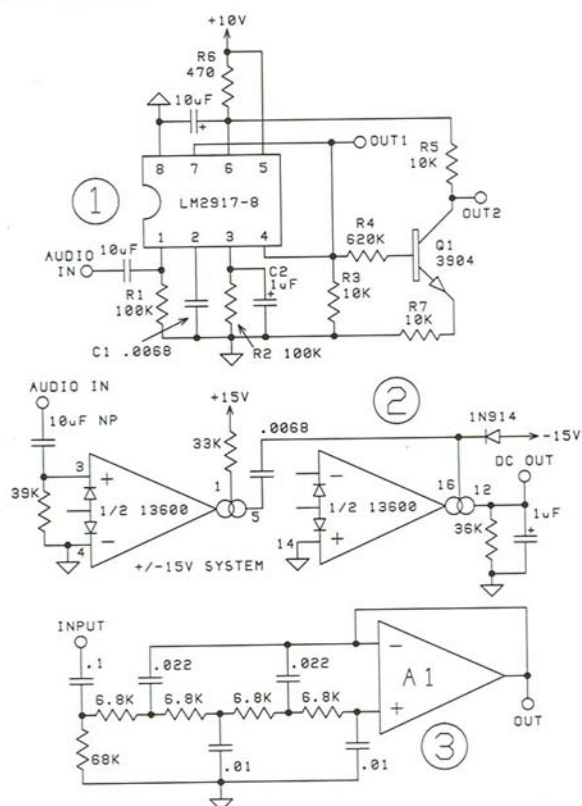 +10V
R6
470
10uF
+
8 7 6 5
OUT1
R5
10K
LM2917-8
1
OUT2
R4
620K
Q1
3904
10uF
1 2 3 4
AUDIO
IN
C2
1uF
+
R3
10K
R1
100K
R7
10K
C1 .0068
R2 100K
AUDIO IN
+15V
2
1N914
-15V
10uF NP
33K
.0068
DC OUT
3
+
1
-
16
12
39K
1/2 13600
5
1/2 13600
36K
1uF
+
4
-
14
+
+/-15V SYSTEM
INPUT
.1
.022
.022
-
A1
6.8K
6.8K
6.8K
6.8K
+
OUT
68K
.01
.01
3